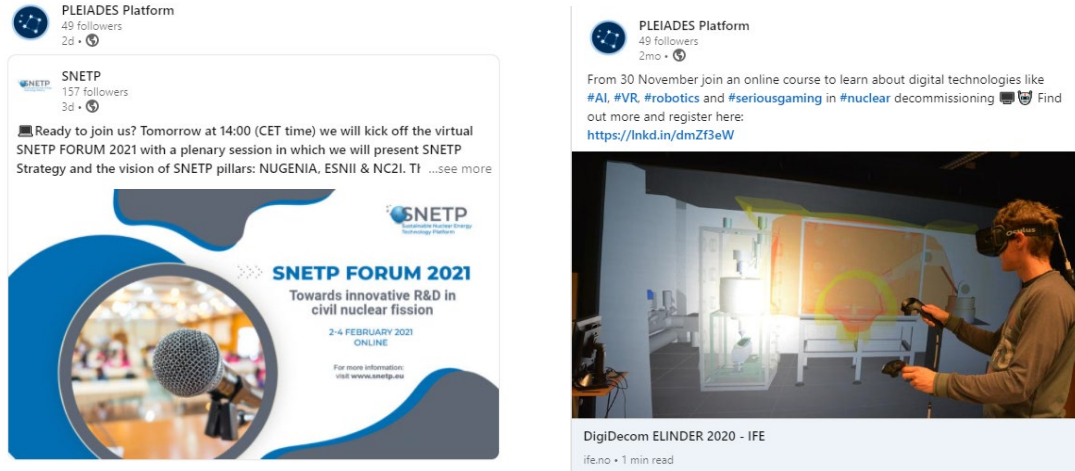 PLEIADES Platform
49 followers
2d •
SNETP
SNETP
157 followers
3d •
Ready to join us? Tomorrow at 14:00 (CET time) we will kick off the virtual
SNETP FORUM 2021 with a plenary session in which we will present SNETP
Strategy and the vision of SNETP pillars: NUGENIA, ESNII & NC2I. Tł ...see more
SNETP
Sustainable Nuclear Energy
Technology Platform
SNETP FORUM 2021
Towards innovative R&D in
civil nuclear fission
2-4 FEBRUARY 2021
ONLINE
For more information:
visit www.snetp.eu
PLEIADES Platform
49 followers
2mo •
From 30 November join an online course to learn about digital technologies like
#AI, #VR, #robotics and #seriousgaming in #nuclear decommissioning Find
out more and register here:
https://lnkd.in/dmZf3eW
Oculus
DigiDecom ELINDER 2020 - IFE
ife.no • 1 min read